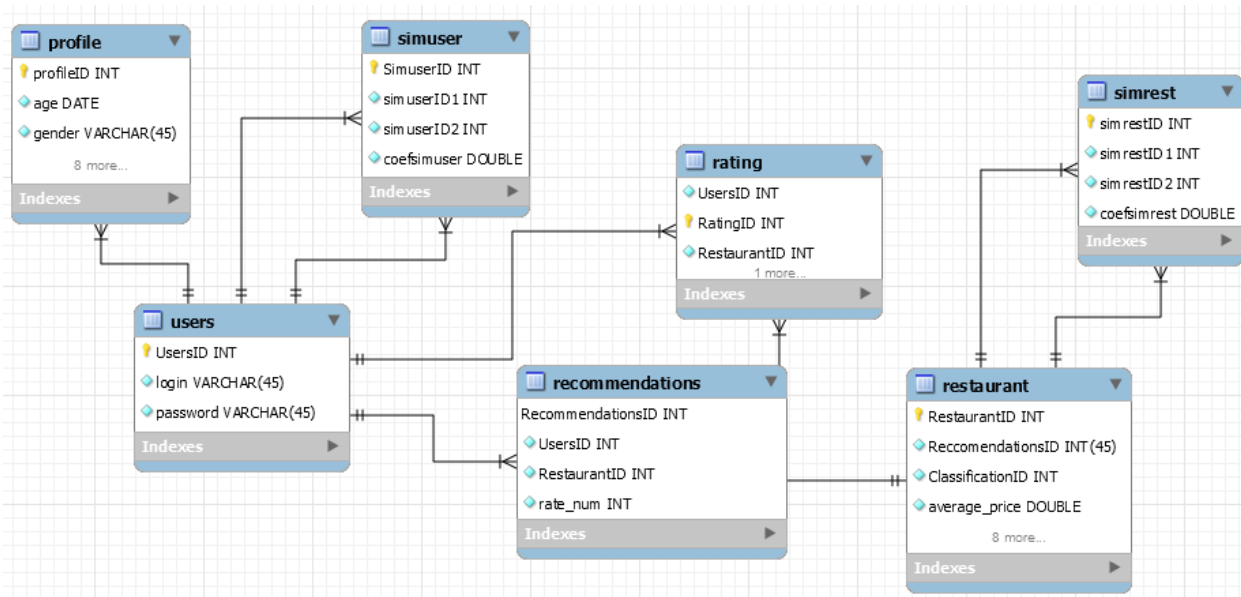 profile
profileID INT
age DATE
gender VARCHAR(45)
8 more...
Indexes
simuser
SimuserID INT
simuserID1 INT
simuserID2 INT
coefsimuser DOUBLE
Indexes
rating
UsersID INT
RatingID INT
RestaurantID INT
1 more...
Indexes
simrest
simrestID INT
simrestID1 INT
simrestID2 INT
coefsimrest DOUBLE
Indexes
users
UsersID INT
login VARCHAR(45)
password VARCHAR(45)
Indexes
recommendations
RecommendationsID INT
UsersID INT
RestaurantID INT
rate_num INT
Indexes
restaurant
RestaurantID INT
ReccomendationsID INT(45)
ClassificationID INT
average_price DOUBLE
8 more...
Indexes